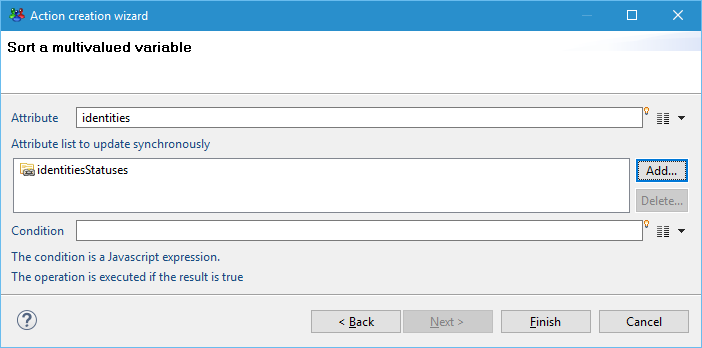 Action creation wizard
Sort a multivalued variable
Attribute identities
Attribute list to update synchronously
identitiesStatuses
Add...
Delete...
Condition
The condition is a Javascript expression.
The operation is executed if the result is true
? < Back Next > Finish Cancel